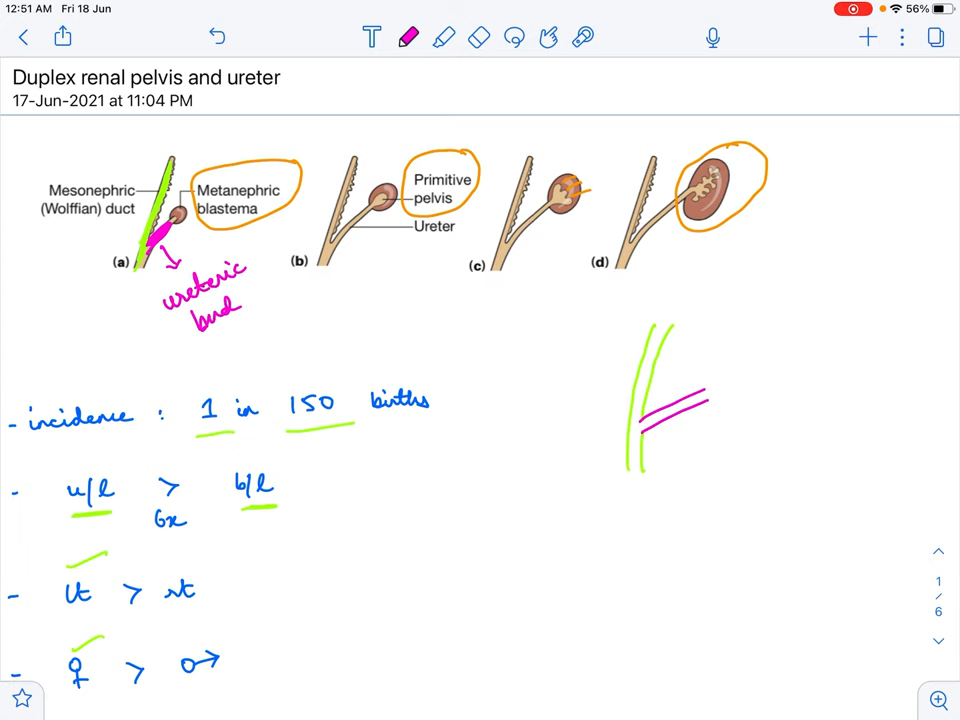 12:51 AM Fri 18 Jun
56%
T
Duplex renal pelvis and ureter
17-Jun-2021 at 11:04 PM
Mesonephric
(Wolffian) duct
Metanephric
blastema
(a)
ureteric
bud
Primitive
pelvis
Ureter
(b)
(c)
(d)
- incidence : 1 in 150 births
- u/l > b/l
6x
- lt > rt
- ♀ > ♂
1
/
6